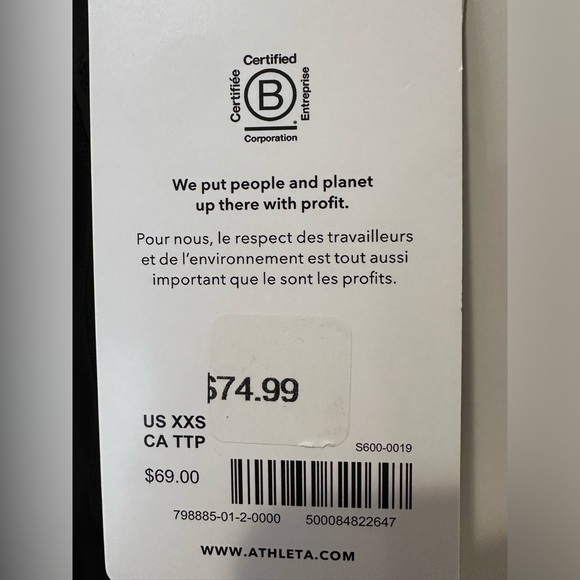 Certified
Certifiée
B
Entreprise
Corporation
We put people and planet
up there with profit.
Pour nous, le respect des travailleurs
et de l'environnement est tout aussi
important que le sont les profits.
$74.99
US XXS
CA TTP
S600-0019
$69.00
798885-01-2-0000 500084822647
WWW.ATHLETA.COM